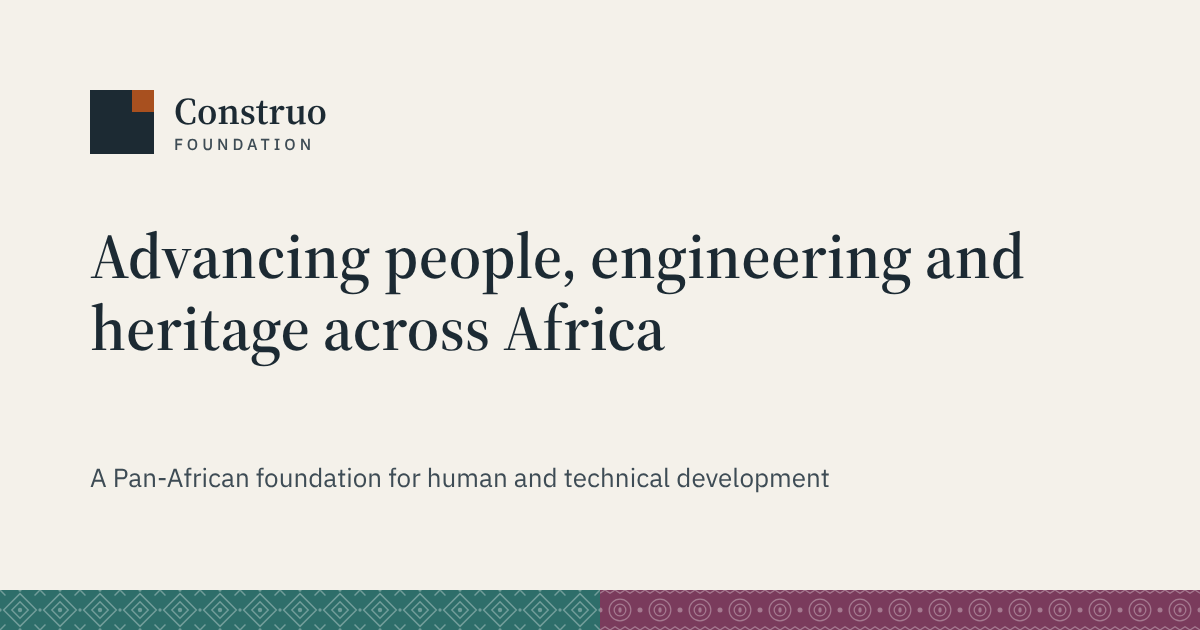 Construo
FOUNDATION
Advancing people, engineering and
heritage across Africa
A Pan-African foundation for human and technical development